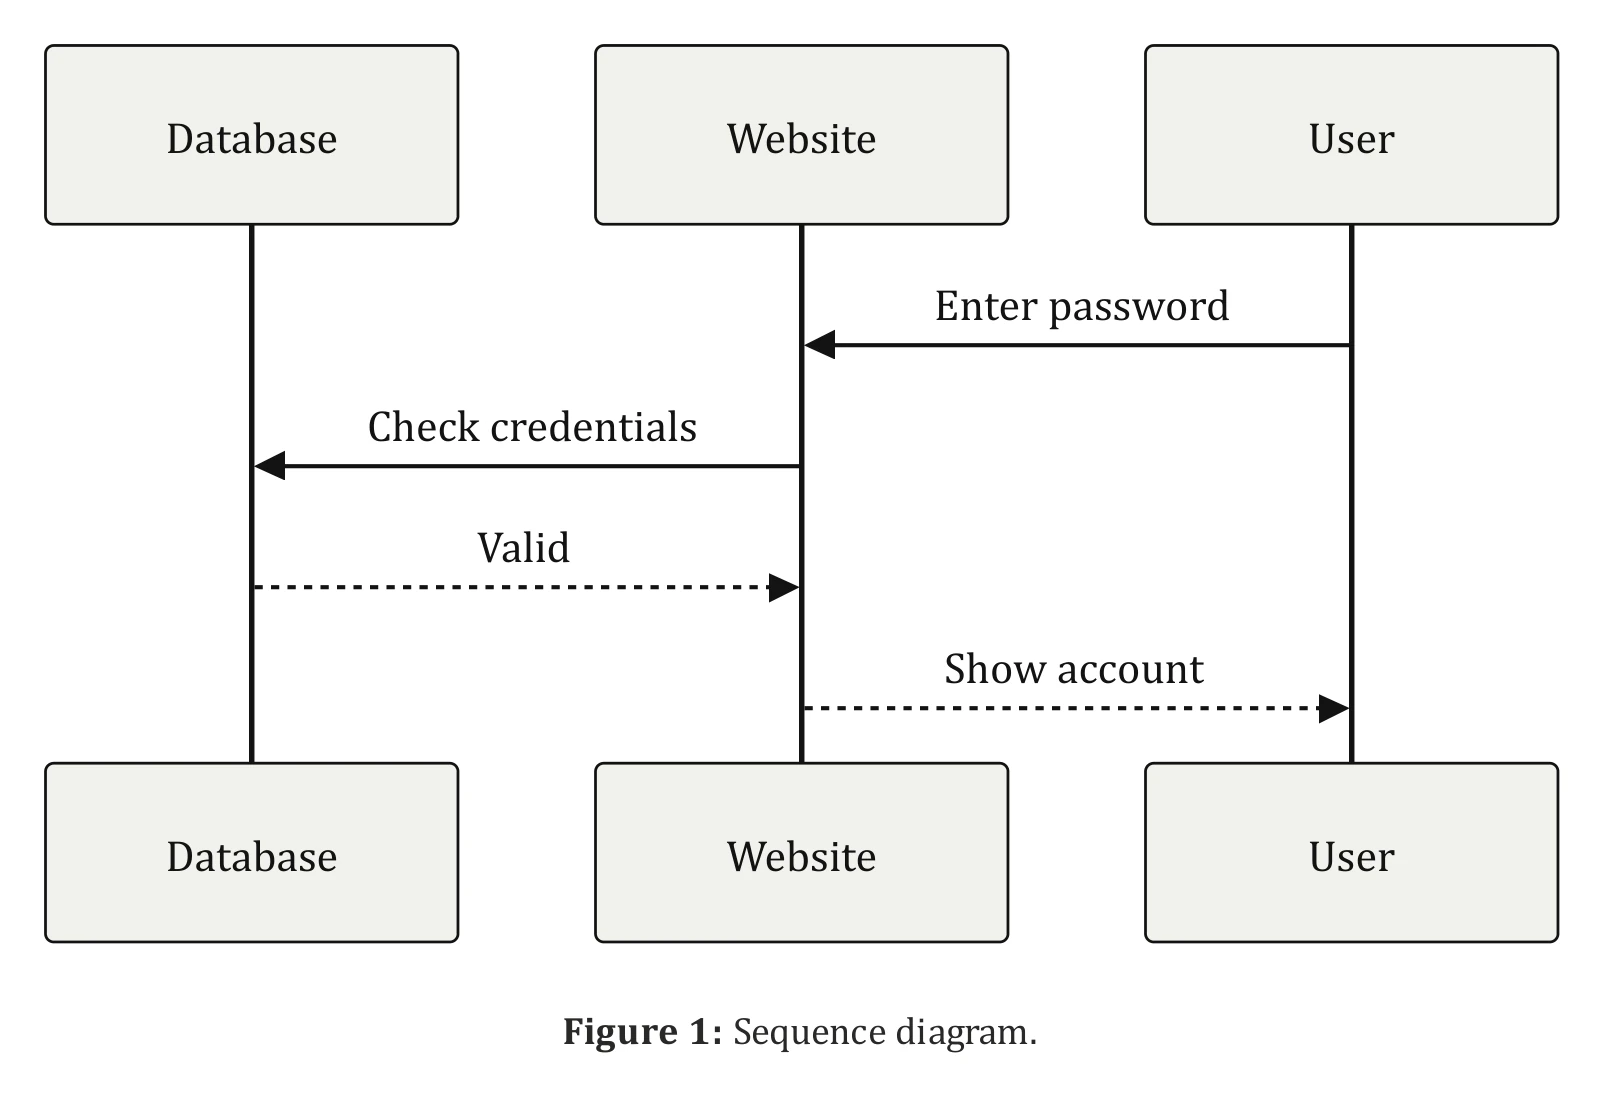 Database
Website
User
Enter password
Check credentials
Valid
Show account
Database
Website
User
Figure 1: Sequence diagram.